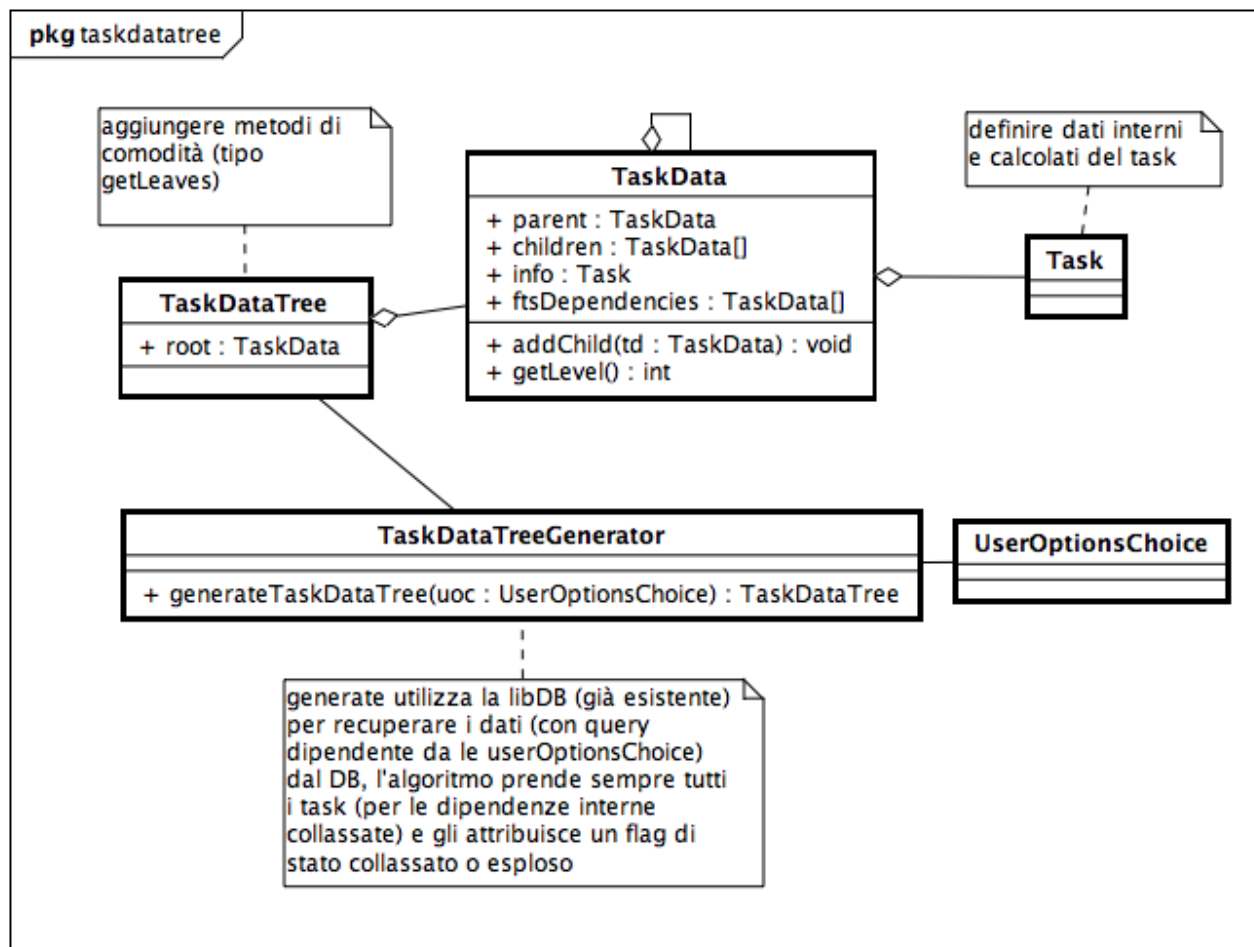 pkg taskdatatree
aggiungere metodi di
comodità (tipo
getLeaves)
TaskData
+ parent : TaskData
+ children : TaskData[]
+ info : Task
+ ftsDependencies : TaskData[]
+ addChild(td : TaskData) : void
+ getLevel() : int
definire dati interni
e calcolati del task
Task
TaskDataTree
+ root : TaskData
TaskDataTreeGenerator
+ generateTaskDataTree(uoc : UserOptionsChoice) : TaskDataTree
UserOptionsChoice
generate utilizza la libDB (già esistente)
per recuperare i dati (con query
dipendente da le userOptionsChoice)
dal DB, l'algoritmo prende sempre tutti
i task (per le dipendenze interne
collassate) e gli attribuisce un flag di
stato collassato o esploso